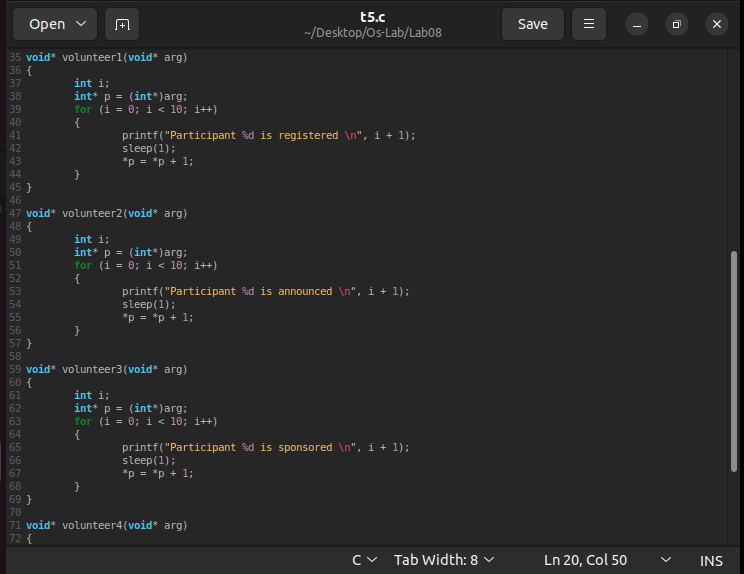 Open
t5.c
~/Desktop/Os-Lab/Lab08
Save
35 void* volunteer1(void* arg)
36 {
37         int i;
38         int* p = (int*)arg;
39         for (i = 0; i < 10; i++)
40         {
41                 printf("Participant %d is registered \n", i + 1);
42                 sleep(1);
43                 *p = *p + 1;
44         }
45 }
46
47 void* volunteer2(void* arg)
48 {
49         int i;
50         int* p = (int*)arg;
51         for (i = 0; i < 10; i++)
52         {
53                 printf("Participant %d is announced \n", i + 1);
54                 sleep(1);
55                 *p = *p + 1;
56         }
57 }
58
59 void* volunteer3(void* arg)
60 {
61         int i;
62         int* p = (int*)arg;
63         for (i = 0; i < 10; i++)
64         {
65                 printf("Participant %d is sponsored \n", i + 1);
66                 sleep(1);
67                 *p = *p + 1;
68         }
69 }
70
71 void* volunteer4(void* arg)
72 {
C Tab Width: 8 Ln 20, Col 50 INS